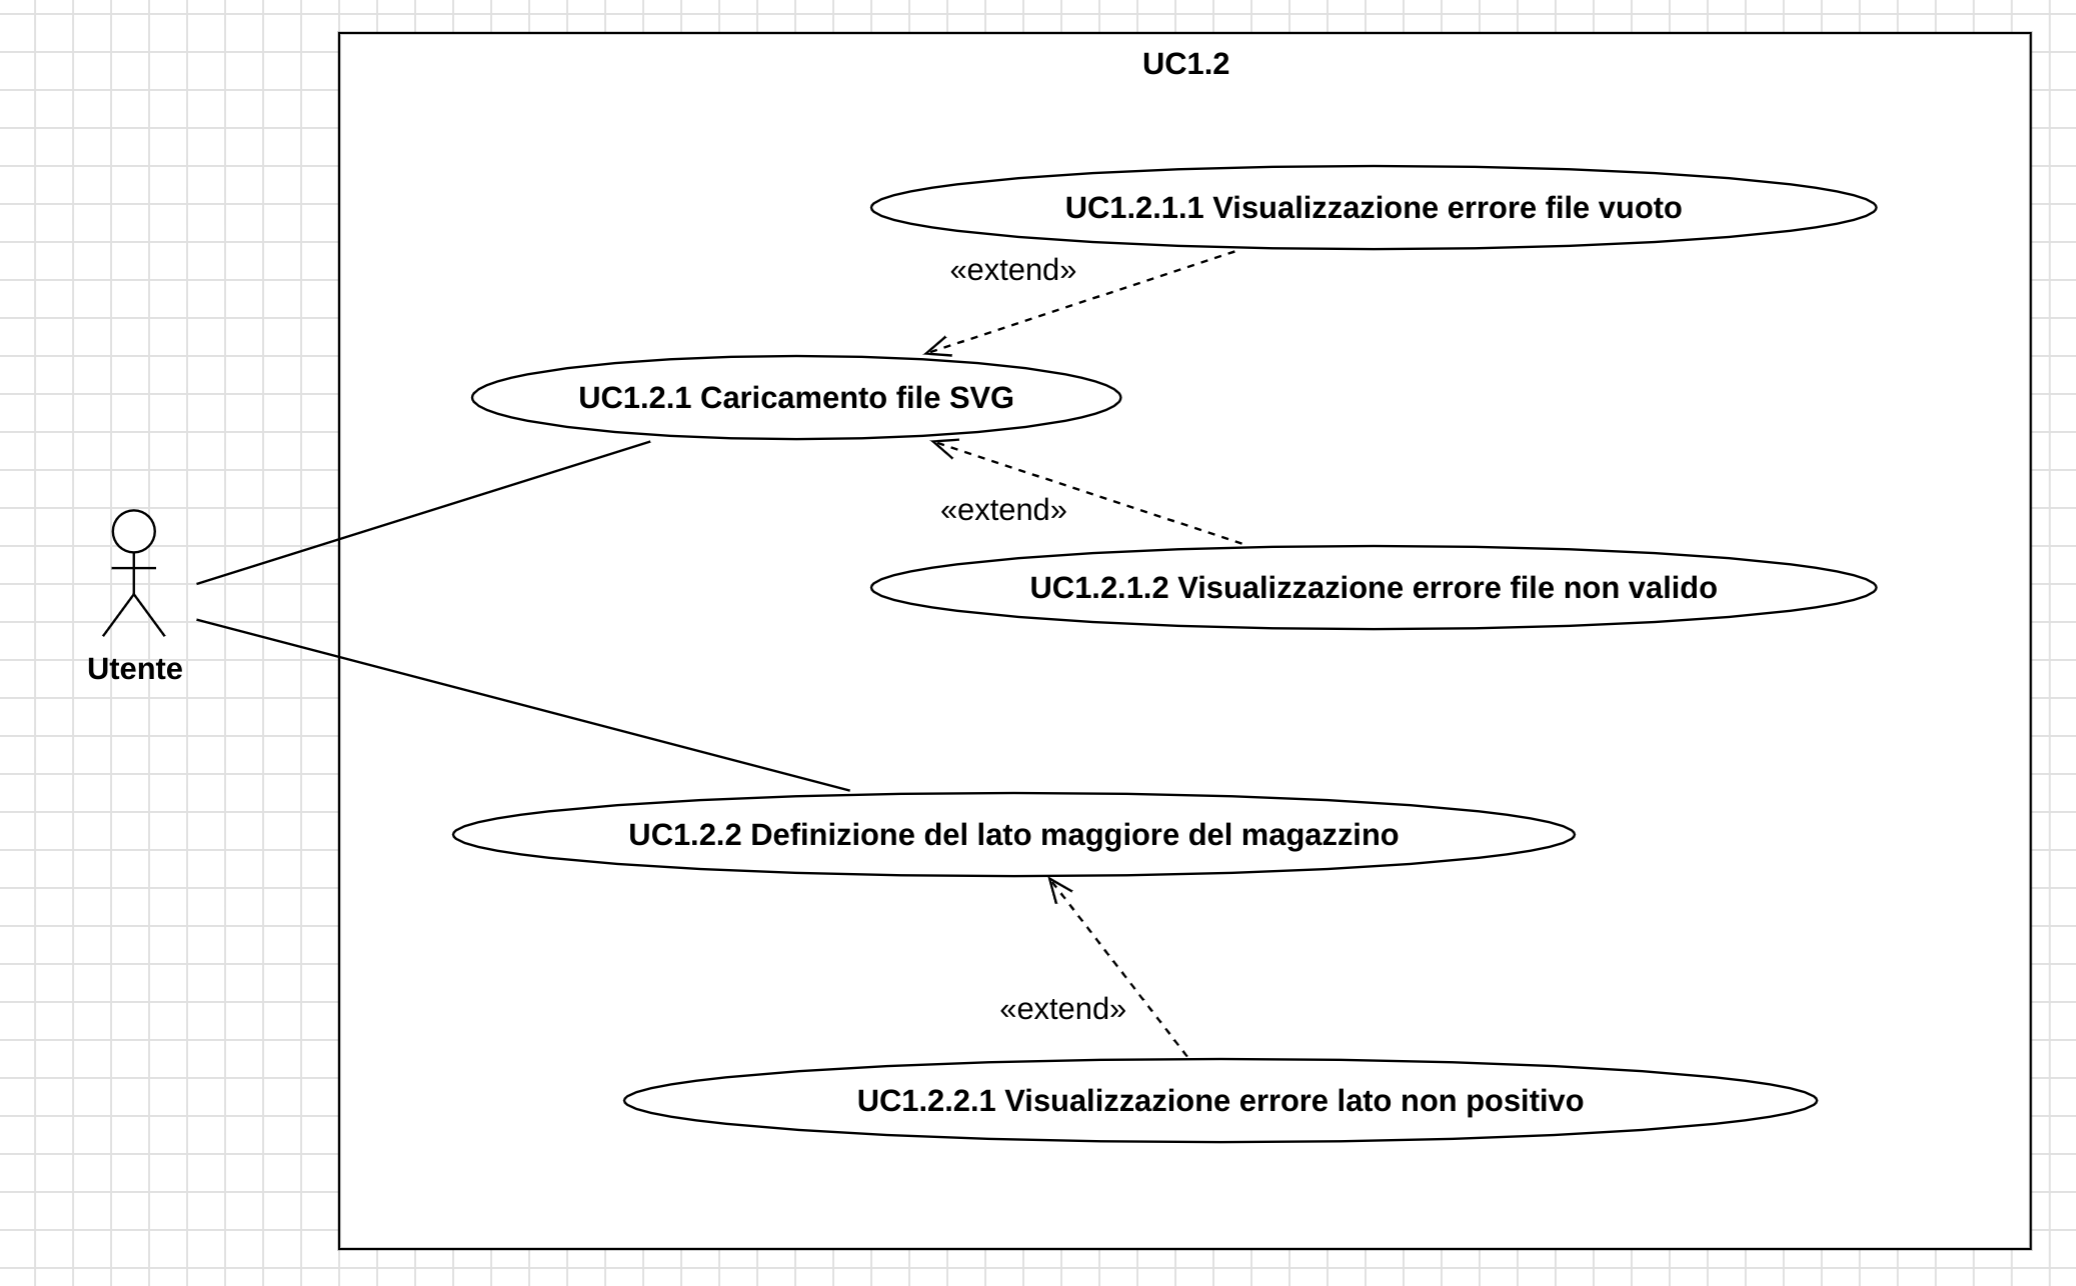 UC1.2
UC1.2.1.1 Visualizzazione errore file vuoto
«extend»
UC1.2.1 Caricamento file SVG
«extend»
UC1.2.1.2 Visualizzazione errore file non valido
Utente
UC1.2.2 Definizione del lato maggiore del magazzino
«extend»
UC1.2.2.1 Visualizzazione errore lato non positivo